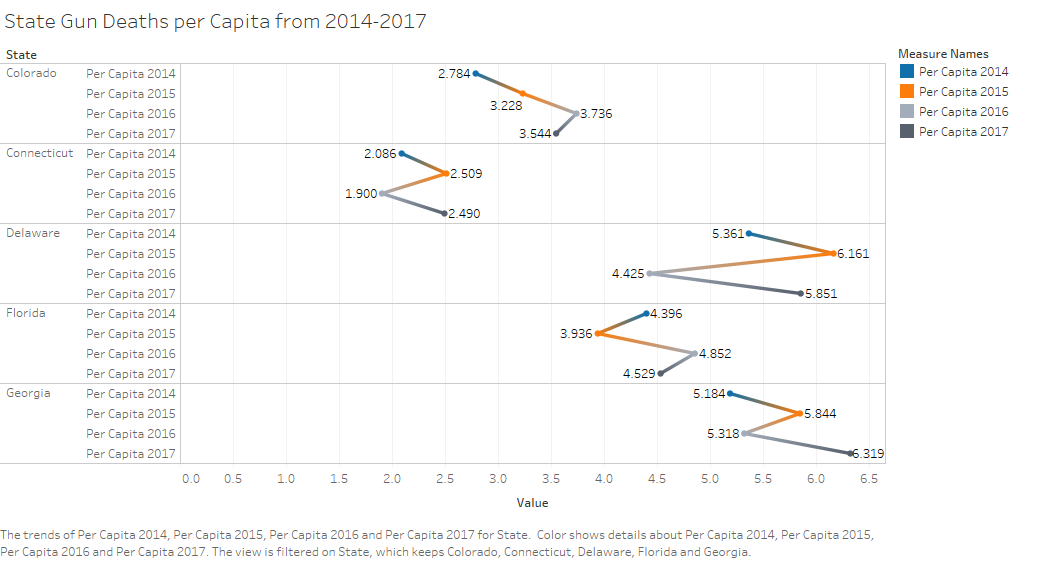 State Gun Deaths per Capita from 2014-2017
State
Measure Names
Colorado Per Capita 2014 2.784
Per Capita 2014
Per Capita 2015 3.228
Per Capita 2015
Per Capita 2016 3.736
Per Capita 2016
Per Capita 2017 3.544
Per Capita 2017
Connecticut Per Capita 2014 2.086
Per Capita 2015 2.509
Per Capita 2016 1.900
Per Capita 2017 2.490
Delaware Per Capita 2014 5.361
Per Capita 2015 6.161
Per Capita 2016 4.425
Per Capita 2017 5.851
Florida Per Capita 2014 4.396
Per Capita 2015 3.936
Per Capita 2016 4.852
Per Capita 2017 4.529
Georgia Per Capita 2014 5.184
Per Capita 2015 5.844
Per Capita 2016 5.318
Per Capita 2017 6.319
0.0 0.5 1.0 1.5 2.0 2.5 3.0 3.5 4.0 4.5 5.0 5.5 6.0 6.5
Value
The trends of Per Capita 2014, Per Capita 2015, Per Capita 2016 and Per Capita 2017 for State.  Color shows details about Per Capita 2014, Per Capita 2015,
Per Capita 2016 and Per Capita 2017. The view is filtered on State, which keeps Colorado, Connecticut, Delaware, Florida and Georgia.